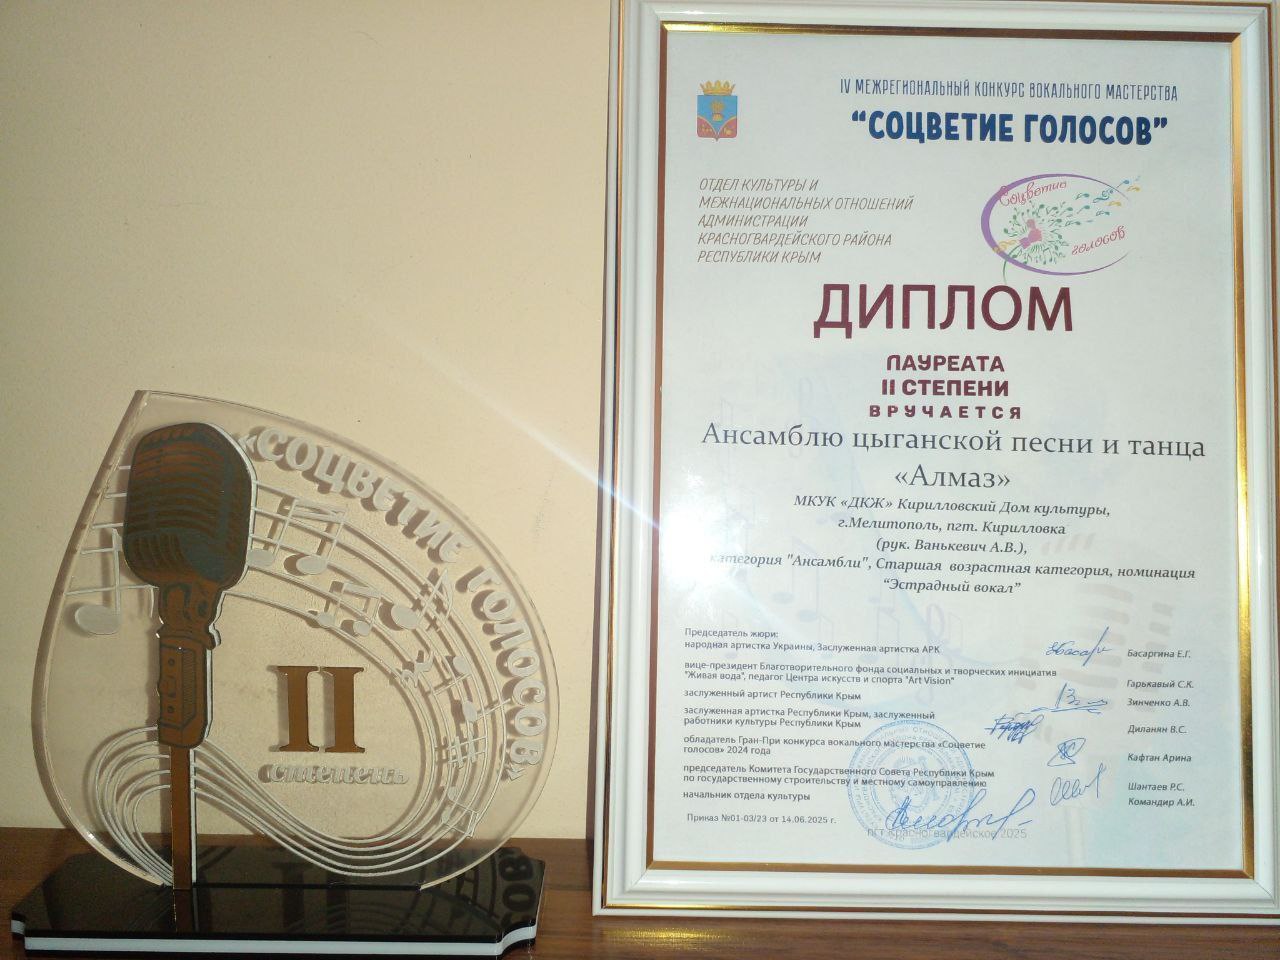 «СОЦВЕТИЕ ГОЛОСОВ»
II
степень
IV МЕЖРЕГИОНАЛЬНЫЙ КОНКУРС ВОКАЛЬНОГО МАСТЕРСТВА
“СОЦВЕТИЕ ГОЛОСОВ”
ОТДЕЛ КУЛЬТУРЫ И
МЕЖНАЦИОНАЛЬНЫХ ОТНОШЕНИЙ
АДМИНИСТРАЦИИ
КРАСНОГВАРДЕЙСКОГО РАЙОНА
РЕСПУБЛИКИ КРЫМ
Соцветие
голосов
ДИПЛОМ
ЛАУРЕАТА
II СТЕПЕНИ
ВРУЧАЕТСЯ
Ансамблю цыганской песни и танца
«Алмаз»
МКУК «ДКЖ» Кирилловский Дом культуры,
г.Мелитополь, пгт. Кирилловка
(рук. Ванькевич А.В.),
категория "Ансамбли", Старшая возрастная категория, номинация
“Эстрадный вокал”
Председатель жюри:
народная артистка Украины, Заслуженная артистка АРК
Басаргина Е.Г.
вице-президент Благотворительного фонда социальных и творческих инициатив
"Живая вода", педагог Центра искусств и спорта "Art Vision"
Гарькавый С.К.
заслуженный артист Республики Крым
Зинченко А.В.
заслуженная артистка Республики Крым, заслуженный
работники культуры Республики Крым
Диланян В.С.
обладатель Гран-При конкурса вокального мастерства «Соцветие
голосов» 2024 года
Кафтан Арина
председатель Комитета Государственного Совета Республики Крым
по государственному строительству и местному самоуправлению
Шантаев Р.С.
начальник отдела культуры
Командир А.И.
Приказ №01-03/23 от 14.06.2025 г.
пгт Красногвардейское 2025